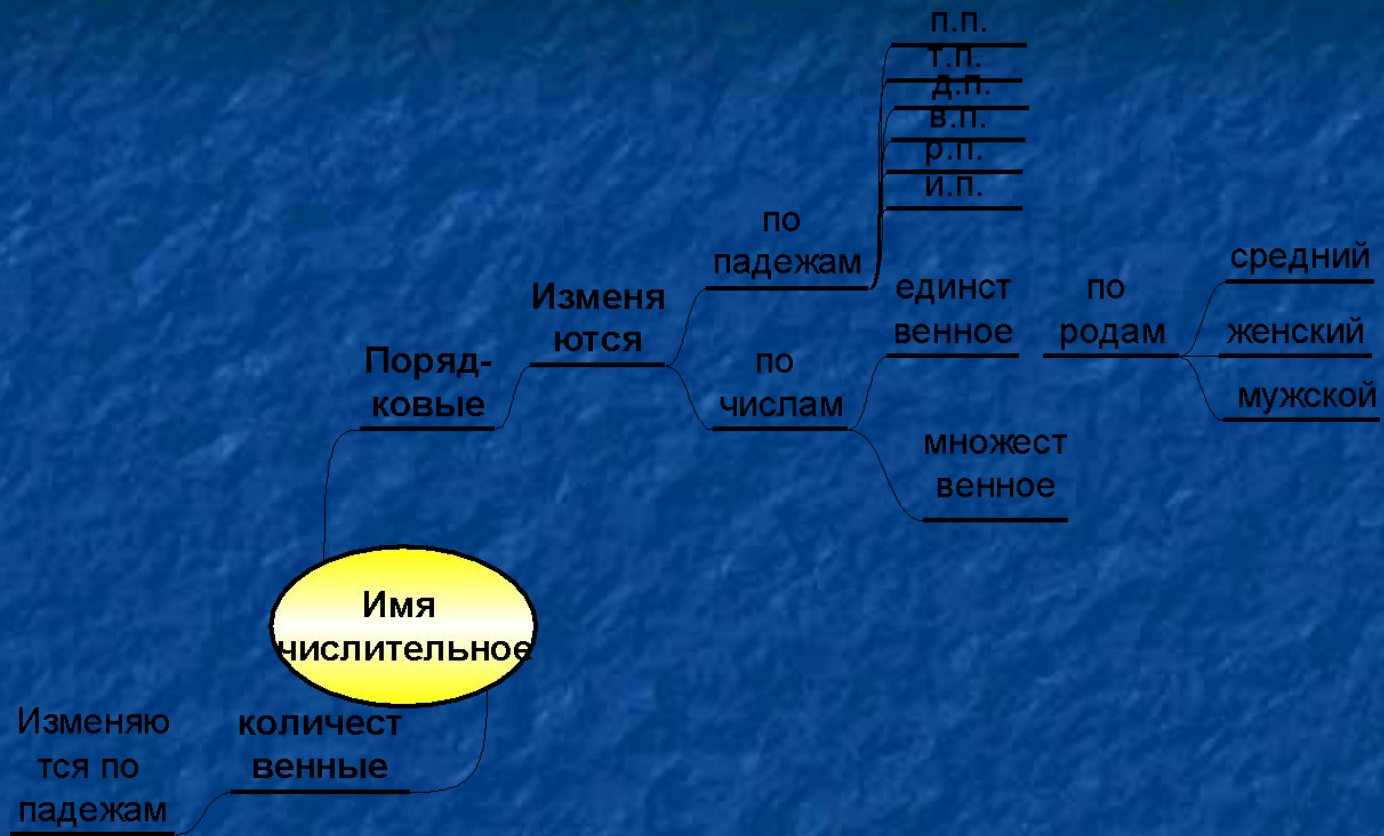 п.п.
т.п.
д.п.
в.п.
р.п.
и.п.
по
падежам
Изменя
ются
Поряд-
ковые
единст
венное
по
родам
средний
женский
мужской
по
числам
множест
венное
Имя
числительное
количест
венные
Изменяю
тся по
падежам